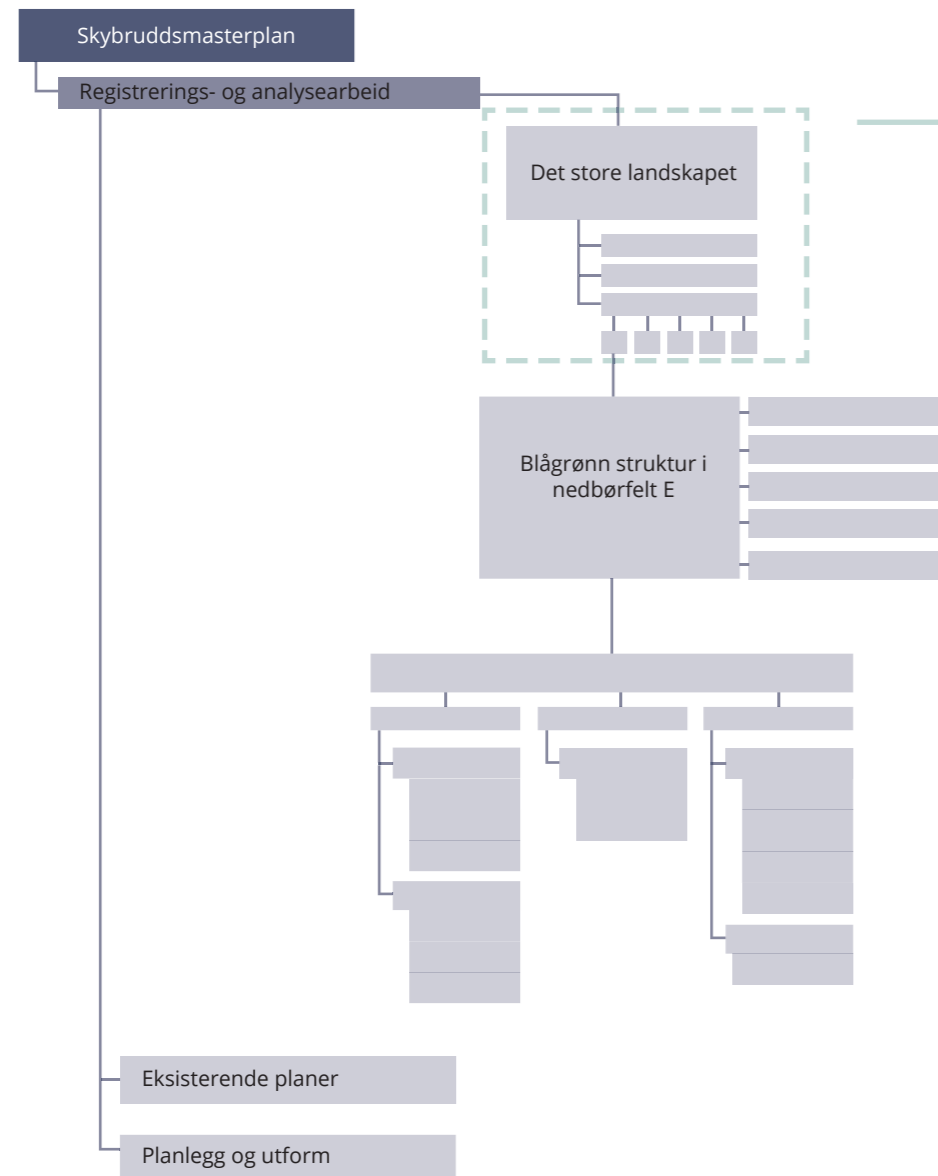 Skybruddsmasterplan
Registrerings- og analysearbeid
Det store landskapet
Blågrønn struktur i
nedbørfelt E
Eksisterende planer
Planlegg og utform